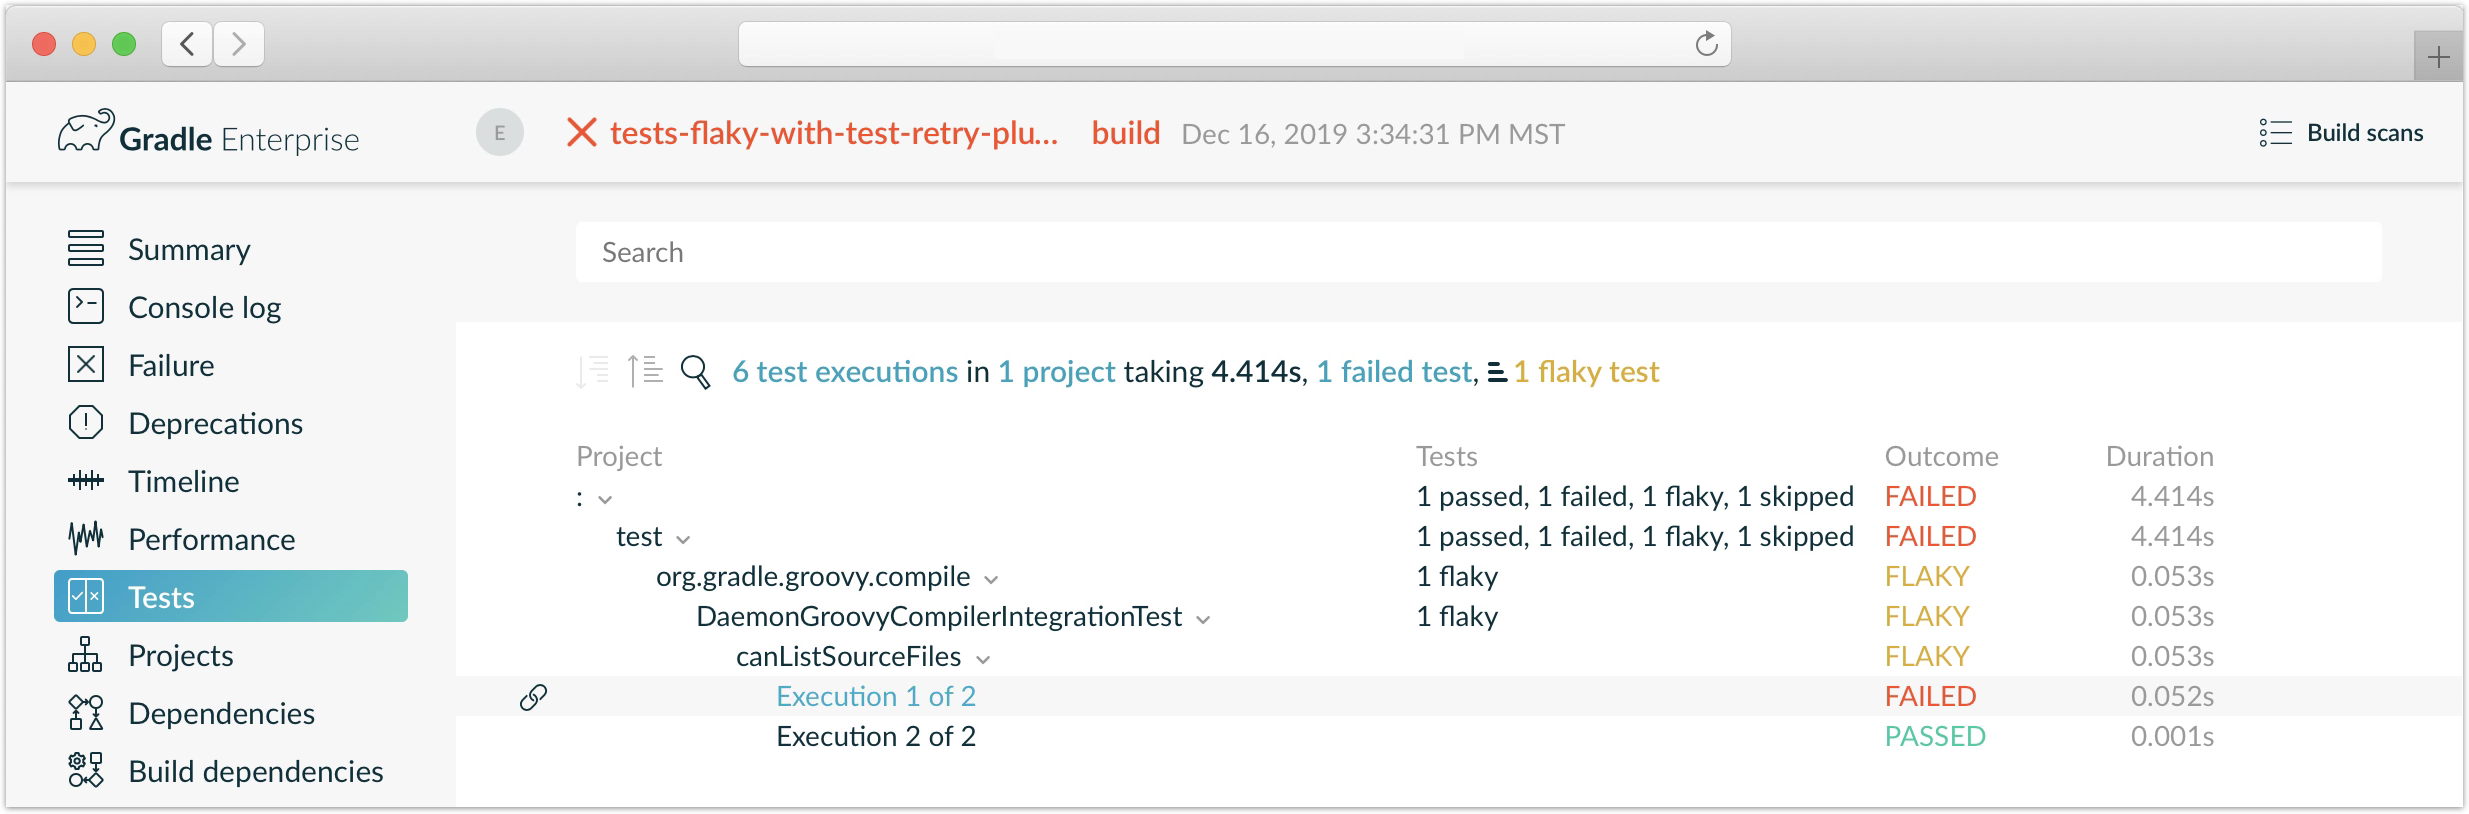 Gradle Enterprise
E
tests-flaky-with-test-retry-plu... build Dec 16, 2019 3:34:31 PM MST
Build scans
Summary
Console log
Failure
Deprecations
Timeline
Performance
Tests
Projects
Dependencies
Build dependencies
Search
6 test executions in 1 project taking 4.414s, 1 failed test, 1 flaky test
Project Tests Outcome Duration
: 1 passed, 1 failed, 1 flaky, 1 skipped FAILED 4.414s
test 1 passed, 1 failed, 1 flaky, 1 skipped FAILED 4.414s
org.gradle.groovy.compile 1 flaky FLAKY 0.053s
DaemonGroovyCompilerIntegrationTest 1 flaky FLAKY 0.053s
canListSourceFiles FLAKY 0.053s
Execution 1 of 2 FAILED 0.052s
Execution 2 of 2 PASSED 0.001s